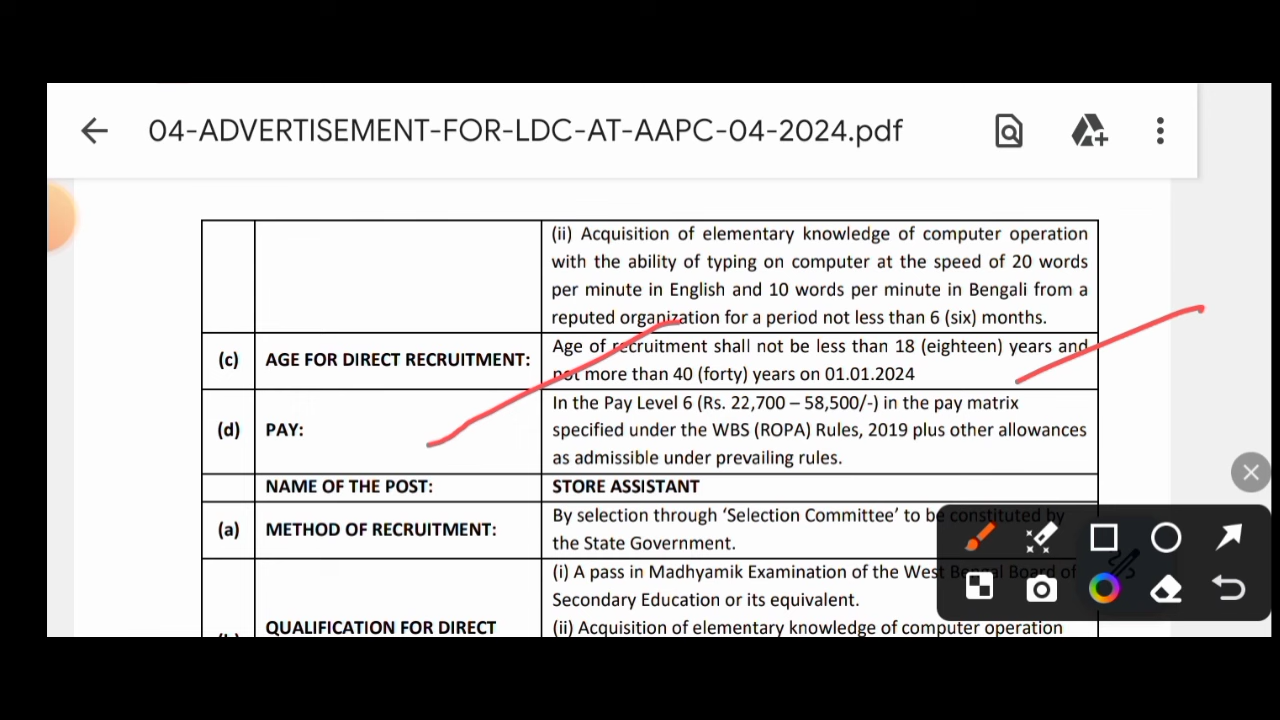 04-ADVERTISEMENT-FOR-LDC-AT-AAPC-04-2024.pdf
(ii) Acquisition of elementary knowledge of computer operation
with the ability of typing on computer at the speed of 20 words
per minute in English and 10 words per minute in Bengali from a
reputed organization for a period not less than 6 (six) months.
(c) AGE FOR DIRECT RECRUITMENT:
Age of recruitment shall not be less than 18 (eighteen) years and
not more than 40 (forty) years on 01.01.2024
(d) PAY:
In the Pay Level 6 (Rs. 22,700 – 58,500/-) in the pay matrix
specified under the WBS (ROPA) Rules, 2019 plus other allowances
as admissible under prevailing rules.
NAME OF THE POST: STORE ASSISTANT
(a) METHOD OF RECRUITMENT:
By selection through ‘Selection Committee’ to be constituted by
the State Government.
(i) A pass in Madhyamik Examination of the West Bengal Board of
Secondary Education or its equivalent.
QUALIFICATION FOR DIRECT
(ii) Acquisition of elementary knowledge of computer operation